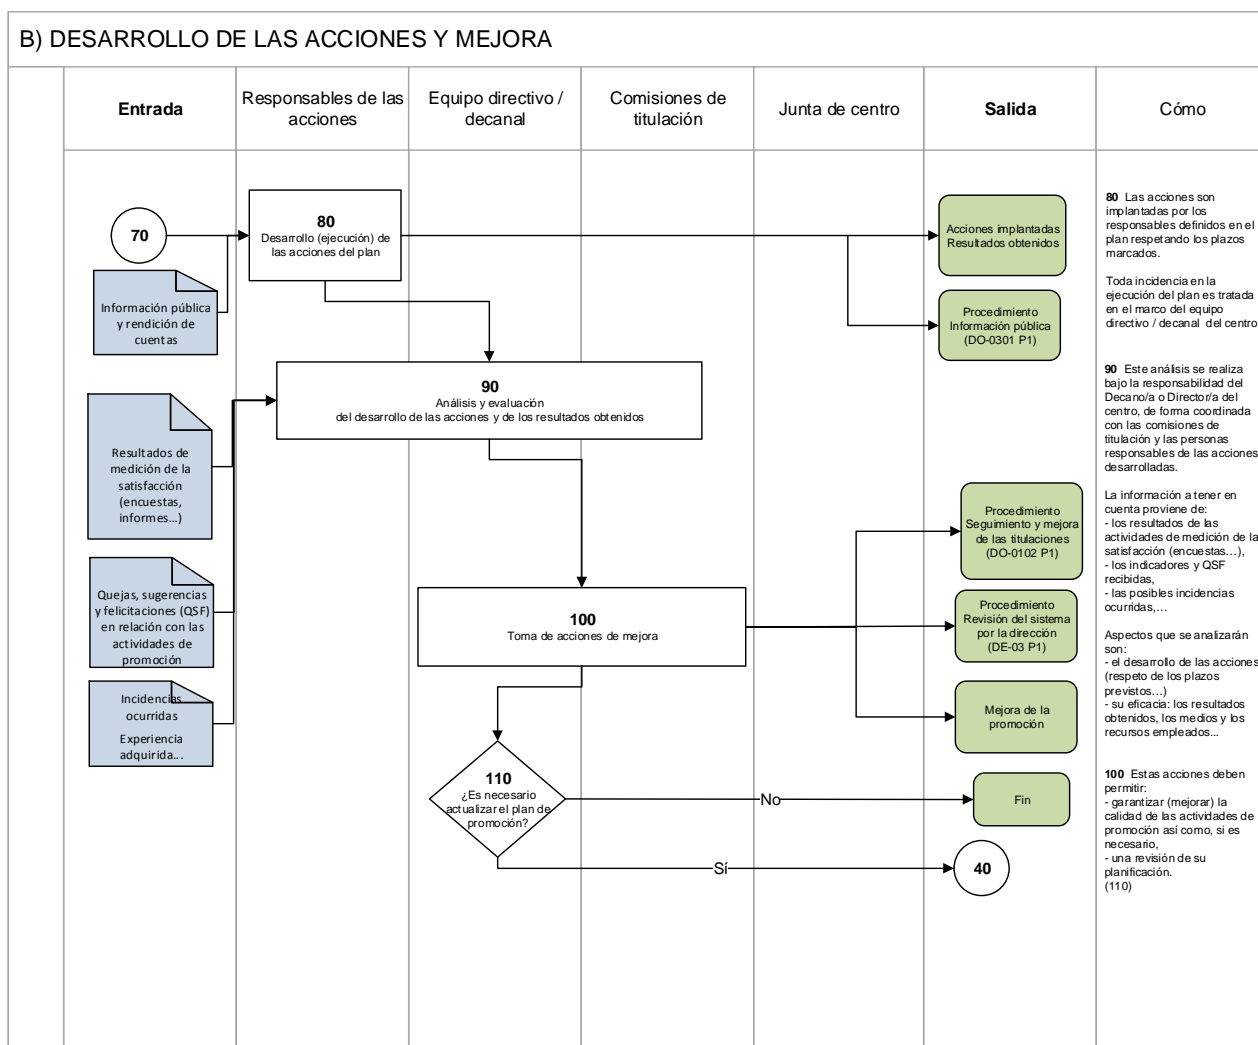 B) DESARROLLO DE LAS ACCIONES Y MEJORA
Entrada
Responsables de las
acciones
Equipo directivo /
decanal
Comisiones de
titulación
Junta de centro
Salida
Cómo
70
Información pública
y rendición de
cuentas
80
Desarrollo (ejecución) de
las acciones del plan
Acciones implantadas
Resultados obtenidos
Procedimiento
Información pública
(DO-0301 P1)
90
Análisis y evaluación
del desarrollo de las acciones y de los resultados obtenidos
Resultados de
medición de la
satisfacción
(encuestas,
informes...)
Quejas, sugerencias
y felicitaciones (QSF)
en relación con las
actividades de
promoción
Incidencias
ocurridas
Experiencia
adquirida...
100
Toma de acciones de mejora
Procedimiento
Seguimiento y mejora
de las titulaciones
(DO-0102 P1)
Procedimiento
Revisión del sistema
por la dirección
(DE-03 P1)
Mejora de la
promoción
110
¿Es necesario
actualizar el plan de
promoción?
No
Fin
Sí
40
80 Las acciones son
implantadas por los
responsables definidos en el
plan respetando los plazos
marcados.
Toda incidencia en la
ejecución del plan es tratada
en el marco del equipo
directivo / decanal del centro
90 Este análisis se realiza
bajo la responsabilidad del
Decano/a o Director/a del
centro, de forma coordinada
con las comisiones de
titulación y las personas
responsables de las acciones
desarrolladas.
La información a tener en
cuenta proviene de:
- los resultados de las
actividades de medición de la
satisfacción (encuestas...),
- los indicadores y QSF
recibidas,
- las posibles incidencias
ocurridas,...
Aspectos que se analizarán
son:
- el desarrollo de las acciones
(respeto de los plazos
previstos...)
- su eficacia: los resultados
obtenidos, los medios y los
recursos empleados...
100 Estas acciones deben
permitir:
- garantizar (mejorar) la
calidad de las actividades de
promoción así como, si es
necesario,
- una revisión de su
planificación.
(110)